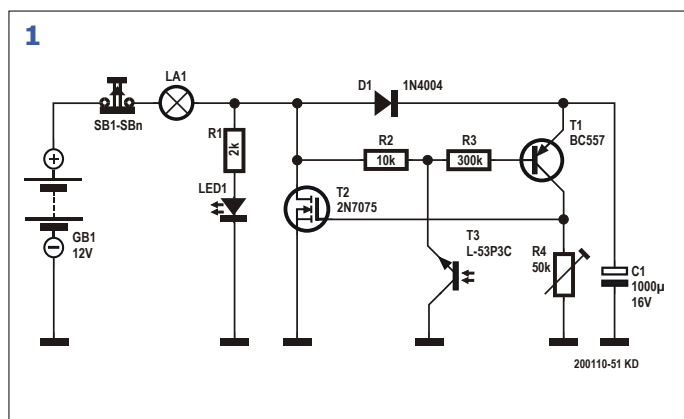 1
LA1
SB1-SBn
GB1
12V
R1
2k
LED1
D1
1N4004
R2
10k
R3
300k
T1
BC557
T2
2N7075
T3
L-53P3C
R4
50k
C1
1000µ
16V
200110-51 KD